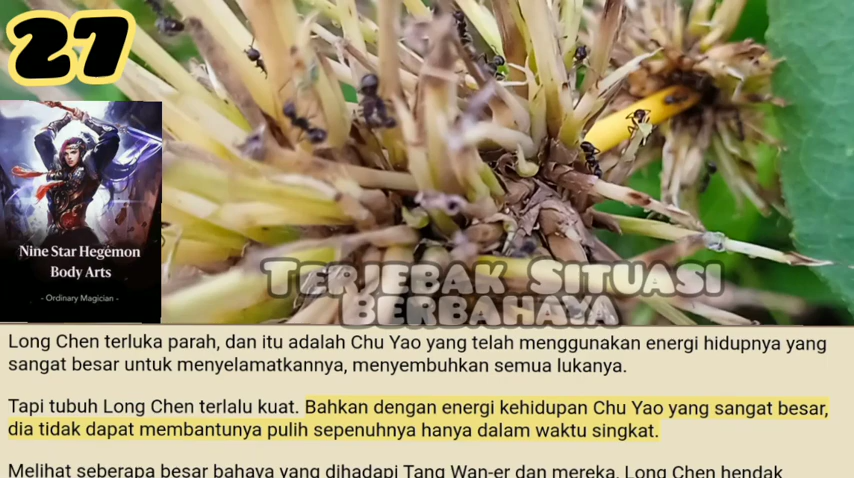 27
Nine Star Hegemon
Body Arts
- Ordinary Magician -
TERJEBAK SITUASI
BERBAHAYA
Long Chen terluka parah, dan itu adalah Chu Yao yang telah menggunakan energi hidupnya yang
sangat besar untuk menyelamatkannya, menyembuhkan semua lukanya.
Tapi tubuh Long Chen terlalu kuat. Bahkan dengan energi kehidupan Chu Yao yang sangat besar,
dia tidak dapat membantunya pulih sepenuhnya hanya dalam waktu singkat.
Melihat seberapa besar bahaya yang dihadapi Tang Wan-er dan mereka, Long Chen hendak